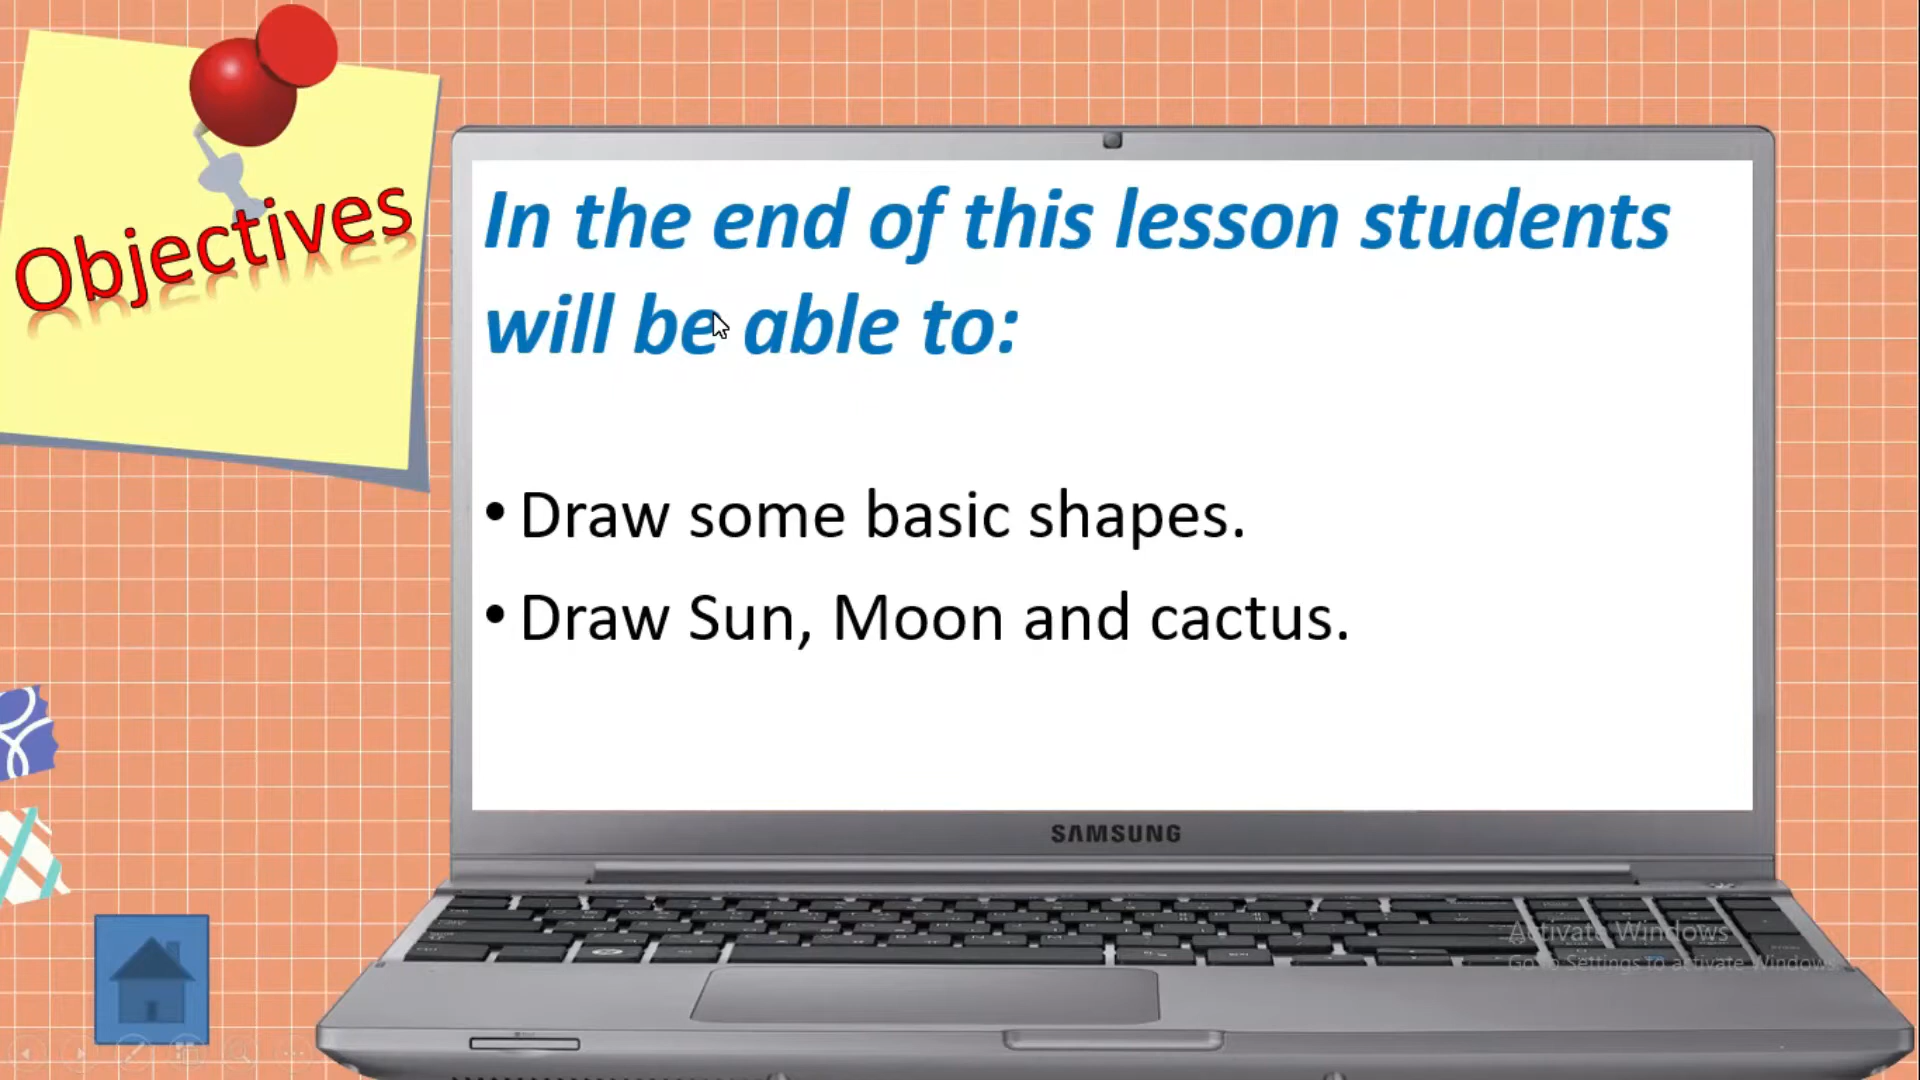 Objectives
In the end of this lesson students
will be able to:
• Draw some basic shapes.
• Draw Sun, Moon and cactus.
SAMSUNG
Activate Windows
Go to Settings to activate Windows.